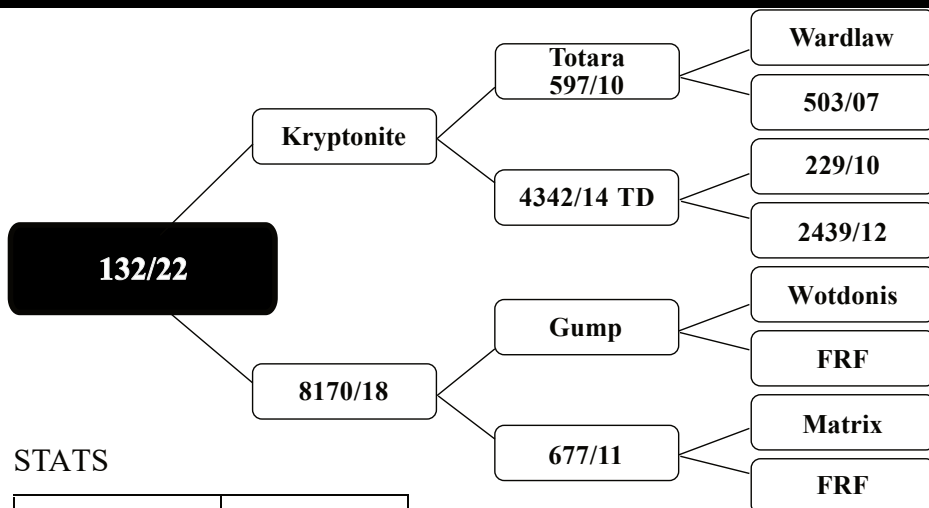 Wardlaw
Totara
597/10
503/07
Kryptonite
229/10
4342/14 TD
2439/12
132/22
Wotdonis
Gump
FRF
8170/18
Matrix
677/11
STATS
FRF